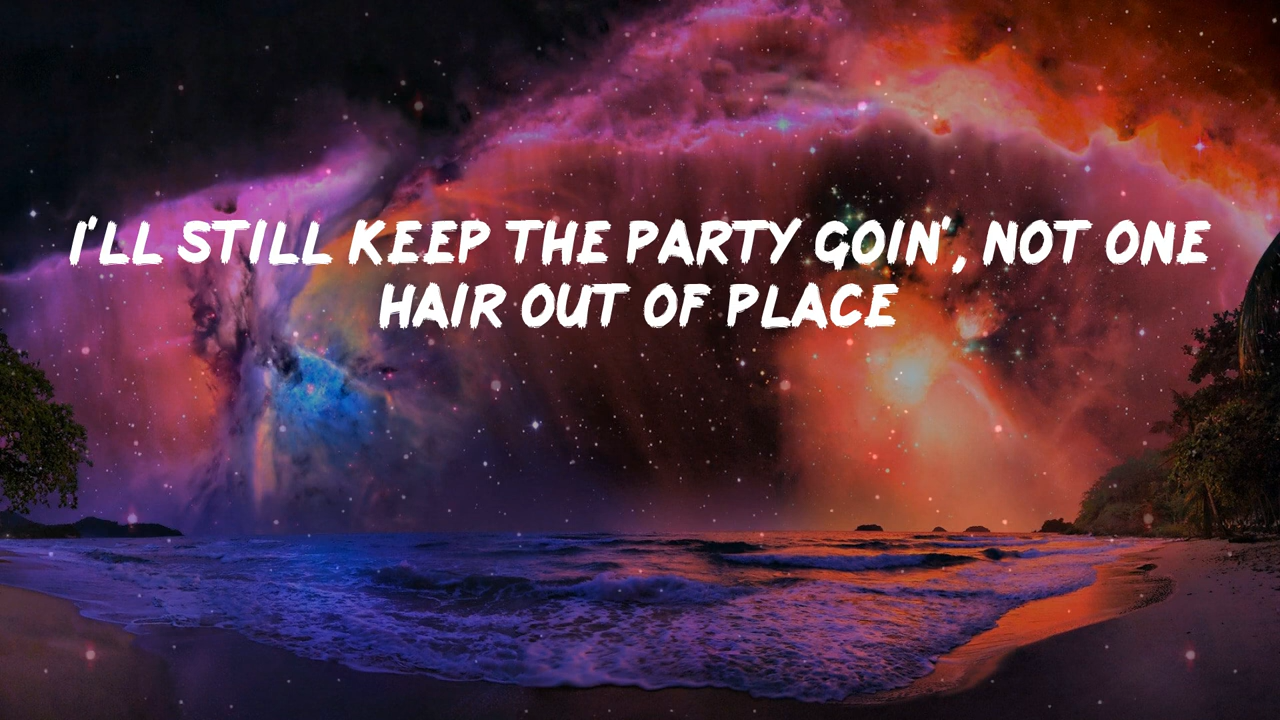 I'LL STILL KEEP THE PARTY GOIN', NOT ONE
HAIR OUT OF PLACE